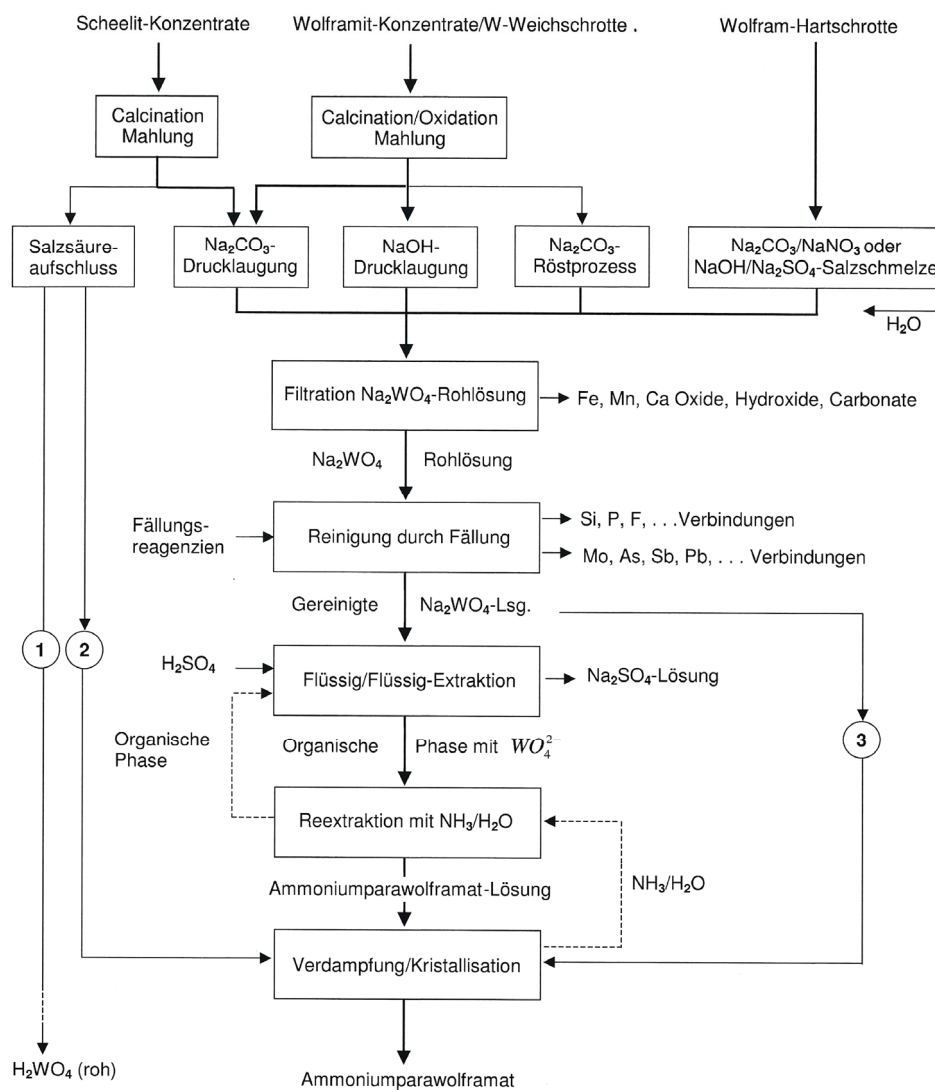 Scheelit-Konzentrate
Wolframit-Konzentrate/W-Weichschrotte .
Wolfram-Hartschrotte
Calcination
Mahlung
Calcination/Oxidation
Mahlung
Salzsäure-
aufschluss
Na₂CO₃-
Drucklaugung
NaOH-
Drucklaugung
Na₂CO₃-
Röstprozess
Na₂CO₃/NaNO₃ oder
NaOH/Na₂SO₄-Salzschmelze
H₂O
Filtration Na₂WO₄-Rohlösung
Fe, Mn, Ca Oxide, Hydroxide, Carbonate
Na₂WO₄ Rohlösung
Fällungs-
reagenzien
Reinigung durch Fällung
Si, P, F, . . . Verbindungen
Mo, As, Sb, Pb, . . . Verbindungen
Gereinigte Na₂WO₄-Lsg.
1
2
H₂SO₄
Flüssig/Flüssig-Extraktion
Na₂SO₄-Lösung
Organische
Phase
Organische Phase mit WO₄²⁻
3
Reextraktion mit NH₃/H₂O
Ammoniumparawolframat-Lösung
NH₃/H₂O
Verdampfung/Kristallisation
H₂WO₄ (roh)
Ammoniumparawolframat